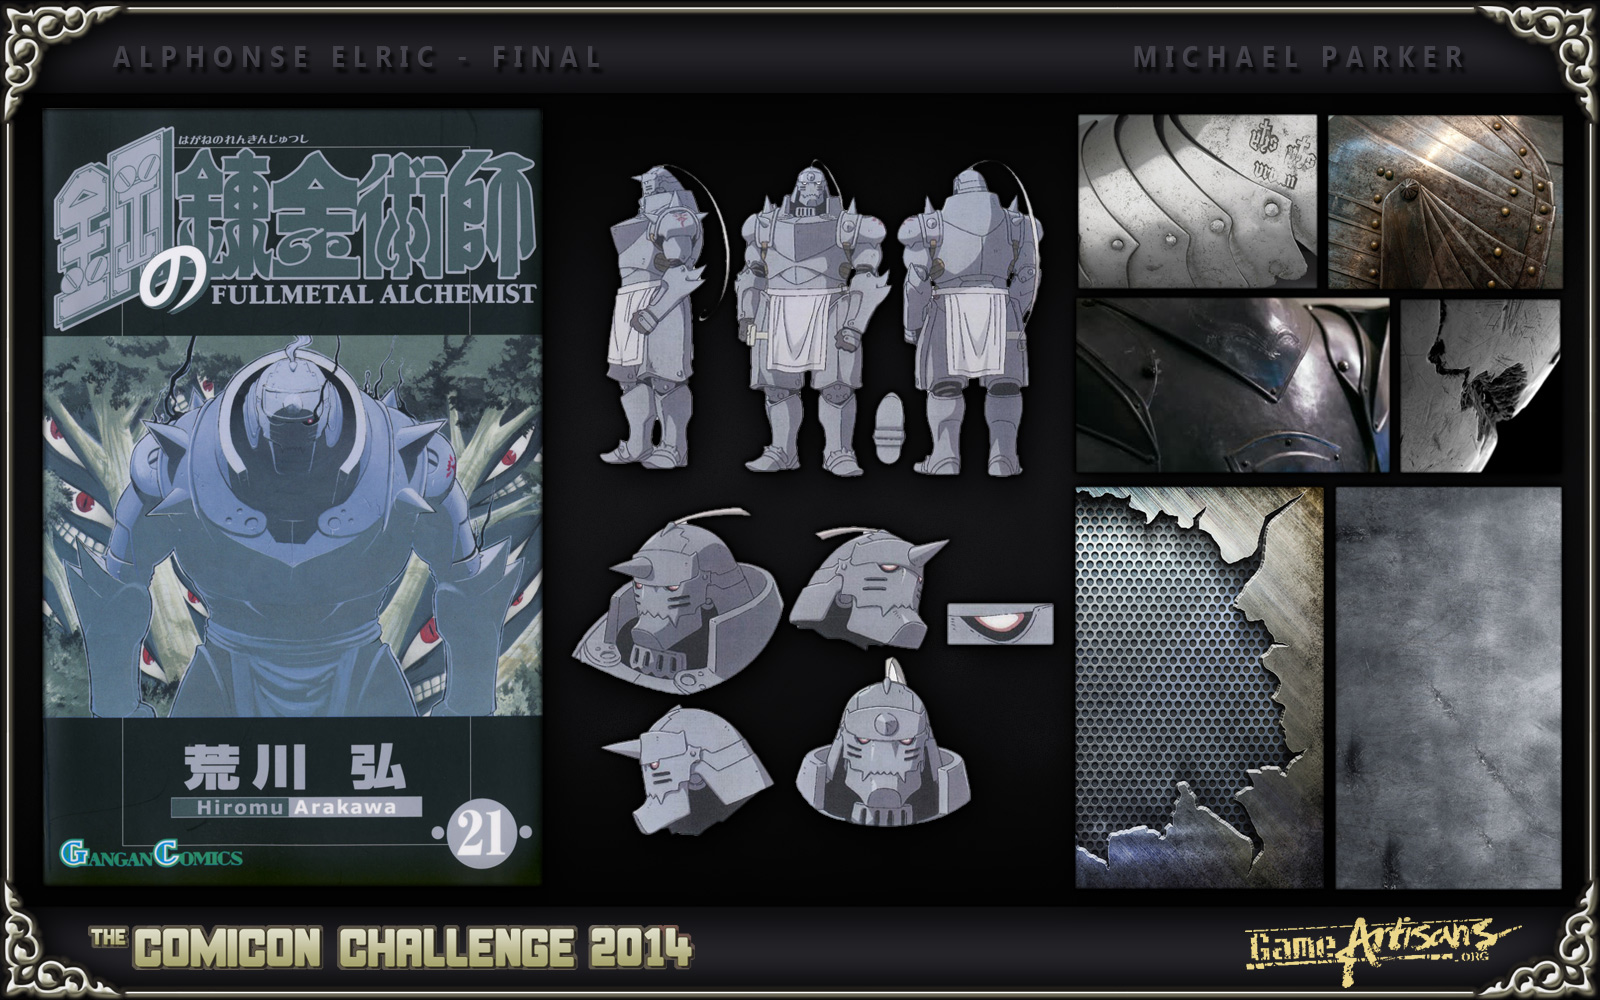 ALPHONSE ELRIC - FINAL
MICHAEL PARKER
はがねのれんきんじゅつし
鋼の錬金術師
FULLMETAL ALCHEMIST
荒川 弘
Hiromu Arakawa
21
GANGAN COMICS
THE COMICON CHALLENGE 2014
GameArtisans.ORG